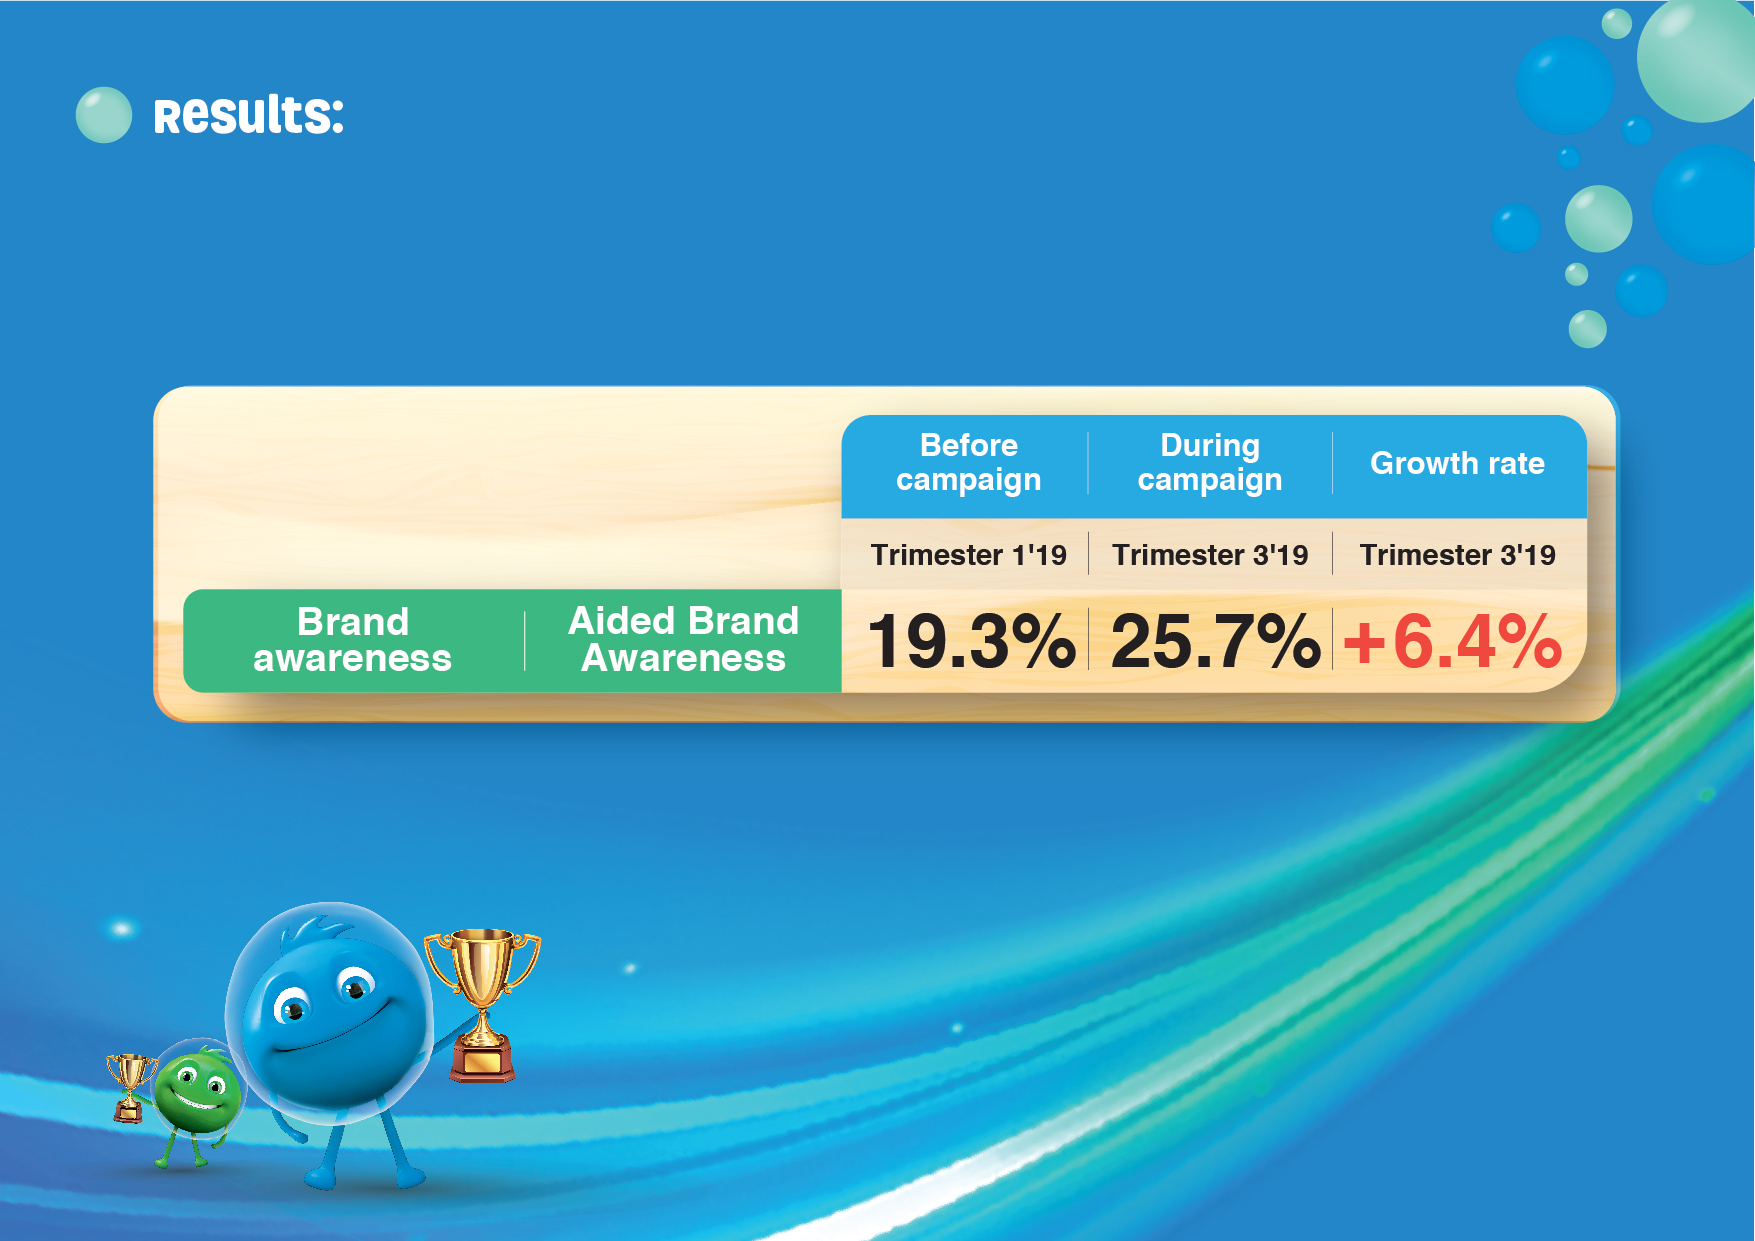 Results:
Before
campaign
During
campaign
Growth rate
Trimester 1'19
Trimester 3'19
Trimester 3'19
Brand
awareness
Aided Brand
Awareness
19.3%
25.7%
+6.4%